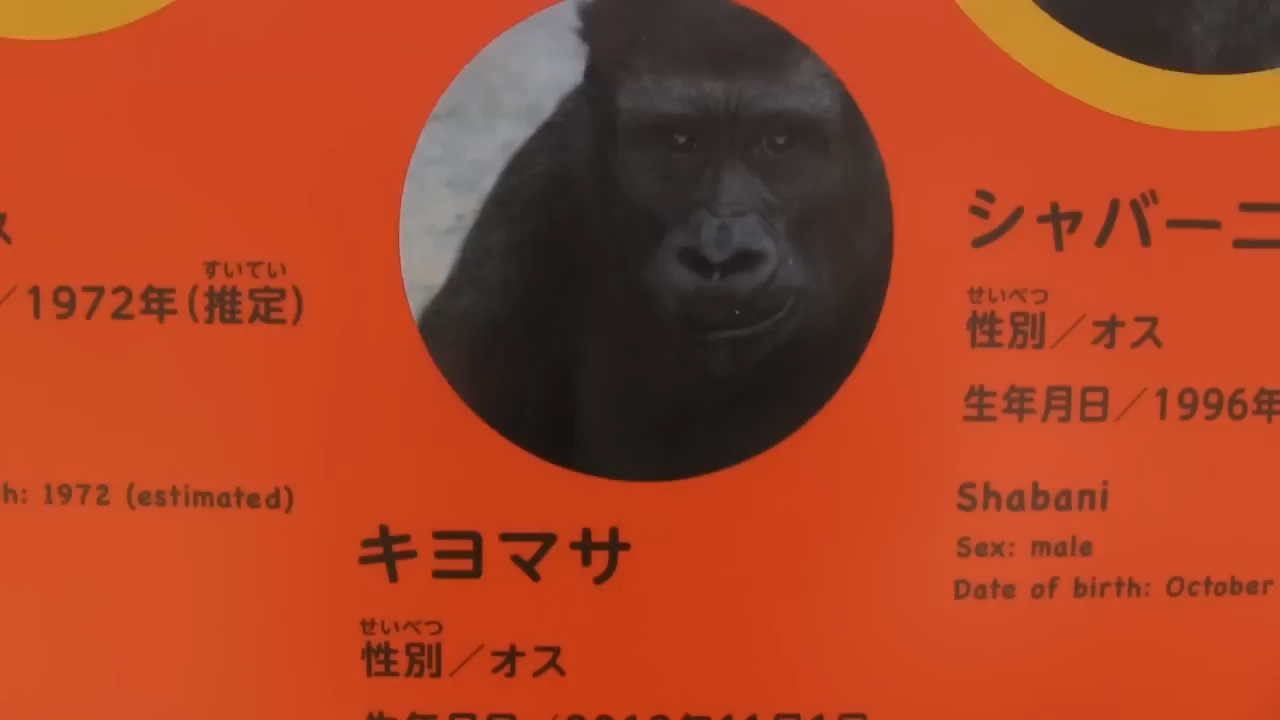 ス
／1972年(推定)
すいてい
h: 1972 (estimated)
キヨマサ
せいべつ
性別／オス
シャバーニ
せいべつ
性別／オス
生年月日／1996年
Shabani
Sex: male
Date of birth: October